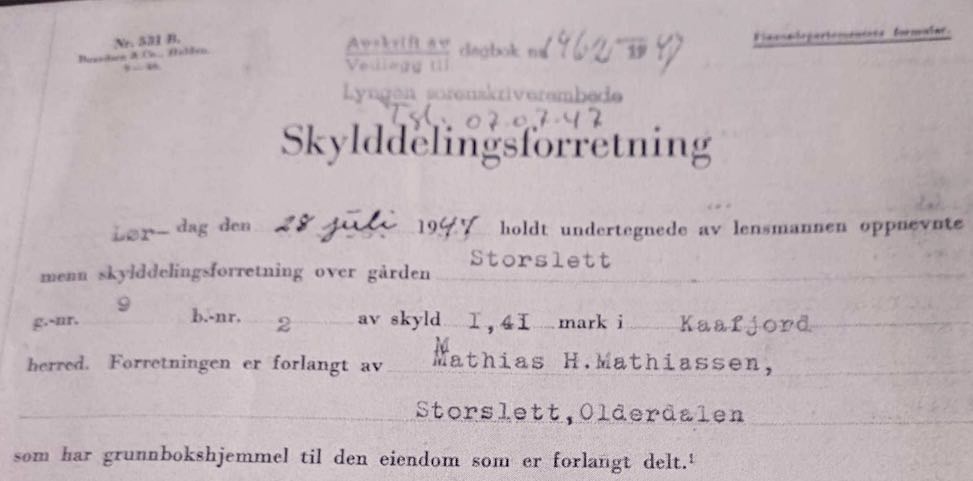 Nr. 531 B.
Avskrift av
Vedlegg til dagbok nr 1962 19 47
Finansdepartementets formular.
Lyngen sorenskriverembede
Tgl. 07.07.47
Skylddelingsforretning
Lør- dag den 28 juli 1947 holdt undertegnede av lensmannen oppnevnte
menn skylddelingsforretning over gården Storslett
g.-nr. 9 b.-nr. 2 av skyld I,4I mark i Kaafjord
herred. Forretningen er forlangt av Mathias H.Mathiassen,
Storslett,Olderdalen
som har grunnbokshjemmel til den eiendom som er forlangt delt.¹